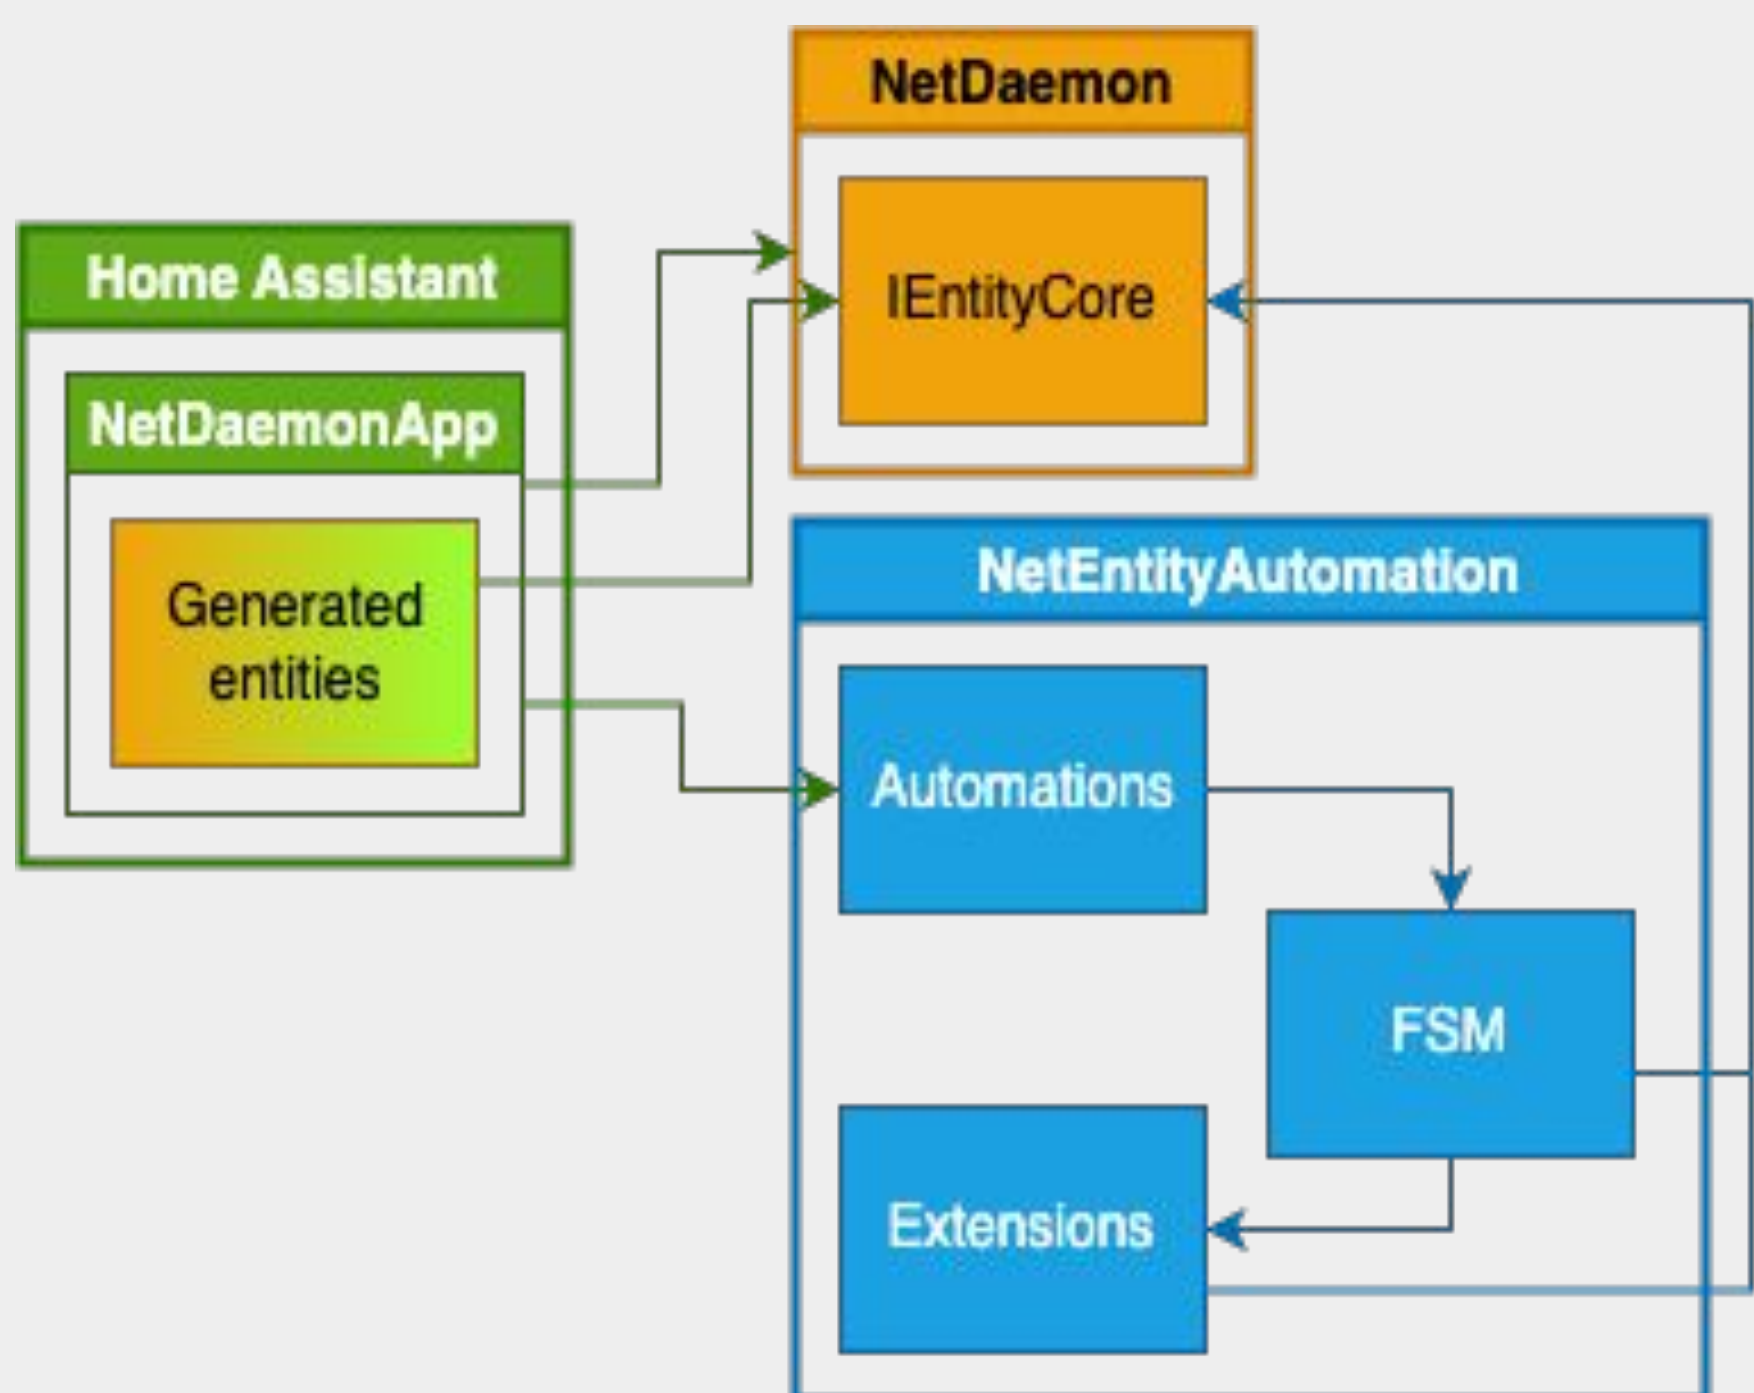 NetDaemon
IEntityCore
Home Assistant
NetDaemonApp
Generated
entities
NetEntityAutomation
Automations
FSM
Extensions